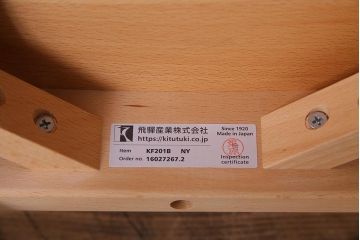 飛騨産業株式会社
https://kitutuki.co.jp
Since 1920
Made in Japan
Item KF201B NY
Order no. 16027267.2
Inspection
certificate